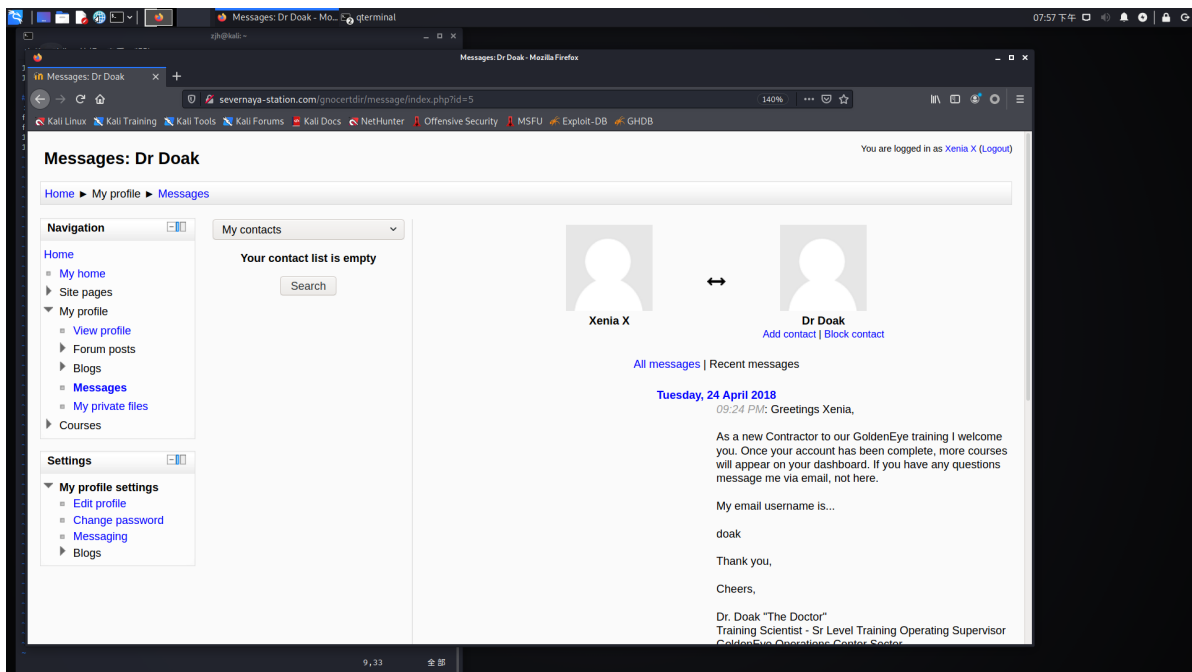 Messages: Dr Doak - Mo...
qterminal
07:57 下午
zjh@kali: ~
Messages: Dr Doak - Mozilla Firefox
Messages: Dr Doak
severnaya-station.com/gnocertdir/message/index.php?id=5
140%
Kali Linux Kali Training Kali Tools Kali Forums Kali Docs NetHunter Offensive Security MSFU Exploit-DB GHDB
Messages: Dr Doak
You are logged in as Xenia X (Logout)
Home ► My profile ► Messages
Navigation
Home
My home
Site pages
My profile
View profile
Forum posts
Blogs
Messages
My private files
Courses
Settings
My profile settings
Edit profile
Change password
Messaging
Blogs
My contacts
Your contact list is empty
Search
Xenia X
Dr Doak
Add contact | Block contact
All messages | Recent messages
Tuesday, 24 April 2018
09:24 PM: Greetings Xenia,
As a new Contractor to our GoldenEye training I welcome
you. Once your account has been complete, more courses
will appear on your dashboard. If you have any questions
message me via email, not here.
My email username is...
doak
Thank you,
Cheers,
Dr. Doak "The Doctor"
Training Scientist - Sr Level Training Operating Supervisor
GoldenEye Operations Center Sector
9,33
全部